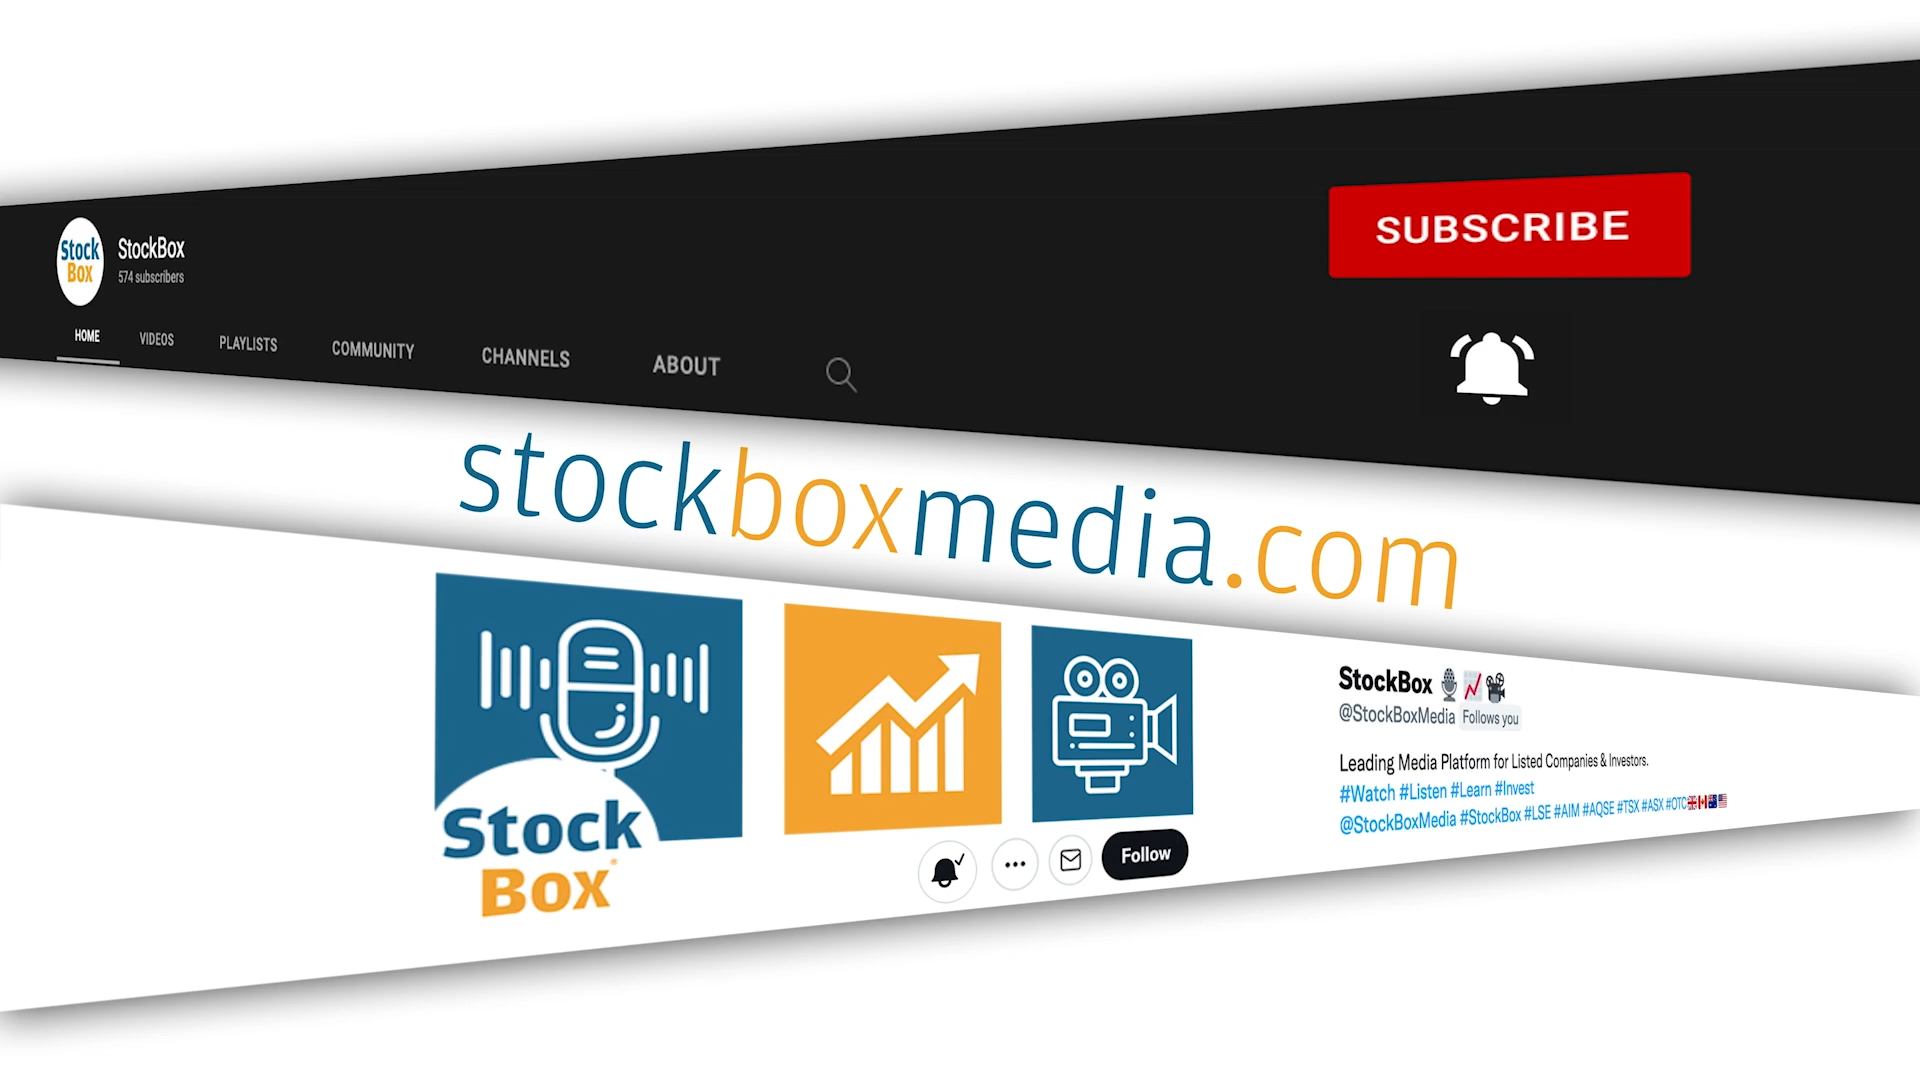 Stock
Box
StockBox
574 subscribers
SUBSCRIBE
HOME VIDEOS PLAYLISTS COMMUNITY CHANNELS ABOUT
stockboxmedia.com
Stock
Box
Follow
StockBox
@StockBoxMedia Follows you
Leading Media Platform for Listed Companies & Investors.
#Watch #Listen #Learn #Invest
@StockBoxMedia #StockBox #LSE #AIM #AQSE #TSX #ASX #OTC